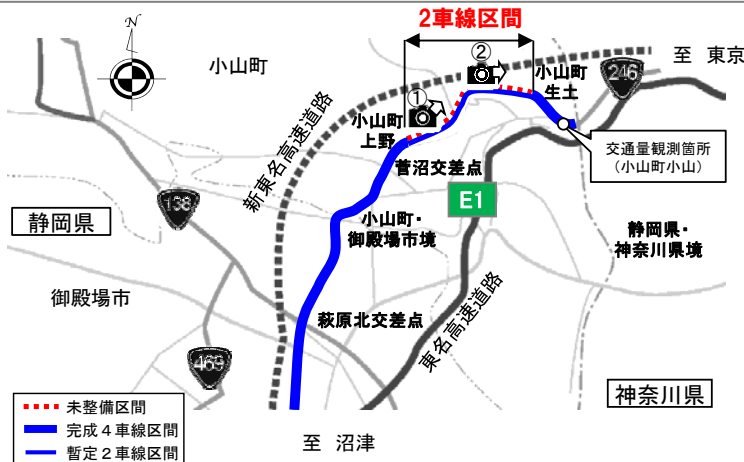 2車線区間
N
小山町
①
②
至 東京
小山町
生土
246
小山町
上野
新東名高速道路
交通量観測箇所
(小山町小山)
菅沼交差点
E1
138
静岡県
小山町・
御殿場市境
静岡県・
神奈川県境
御殿場市
萩原北交差点
東名高速道路
469
神奈川県
未整備区間
完成4車線区間
暫定2車線区間
至 沼津